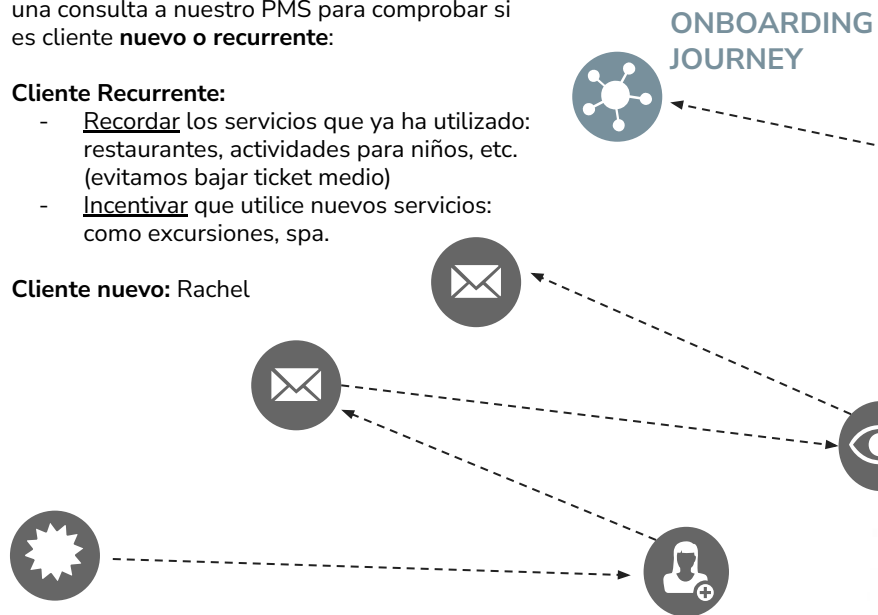 una consulta a nuestro PMS para comprobar si
es cliente nuevo o recurrente:
Cliente Recurrente:
- Recordar los servicios que ya ha utilizado:
restaurantes, actividades para niños, etc.
(evitamos bajar ticket medio)
- Incentivar que utilice nuevos servicios:
como excursiones, spa.
Cliente nuevo: Rachel
ONBOARDING
JOURNEY